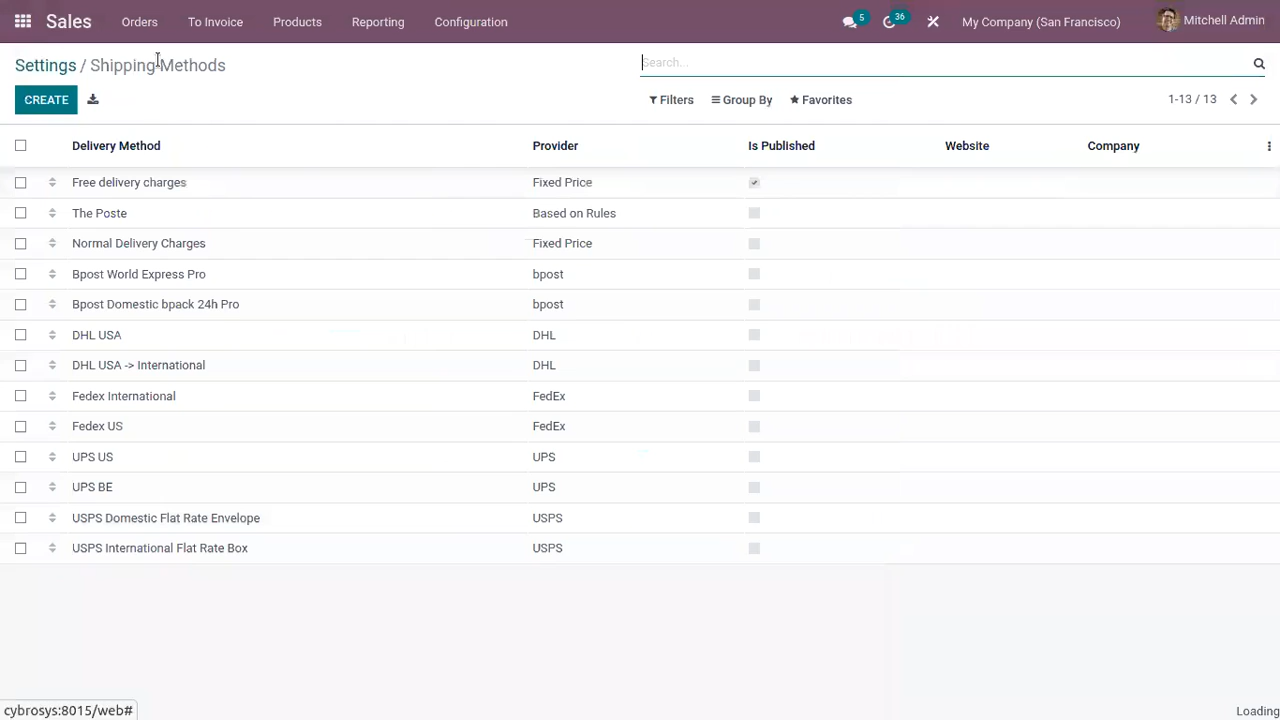 Sales Orders To Invoice Products Reporting Configuration 5 36 My Company (San Francisco) Mitchell Admin
Settings / Shipping Methods Search...
CREATE Filters Group By Favorites 1-13 / 13
Delivery Method Provider Is Published Website Company
Free delivery charges Fixed Price
The Poste Based on Rules
Normal Delivery Charges Fixed Price
Bpost World Express Pro bpost
Bpost Domestic bpack 24h Pro bpost
DHL USA DHL
DHL USA -> International DHL
Fedex International FedEx
Fedex US FedEx
UPS US UPS
UPS BE UPS
USPS Domestic Flat Rate Envelope USPS
USPS International Flat Rate Box USPS
cybrosys:8015/web# Loading